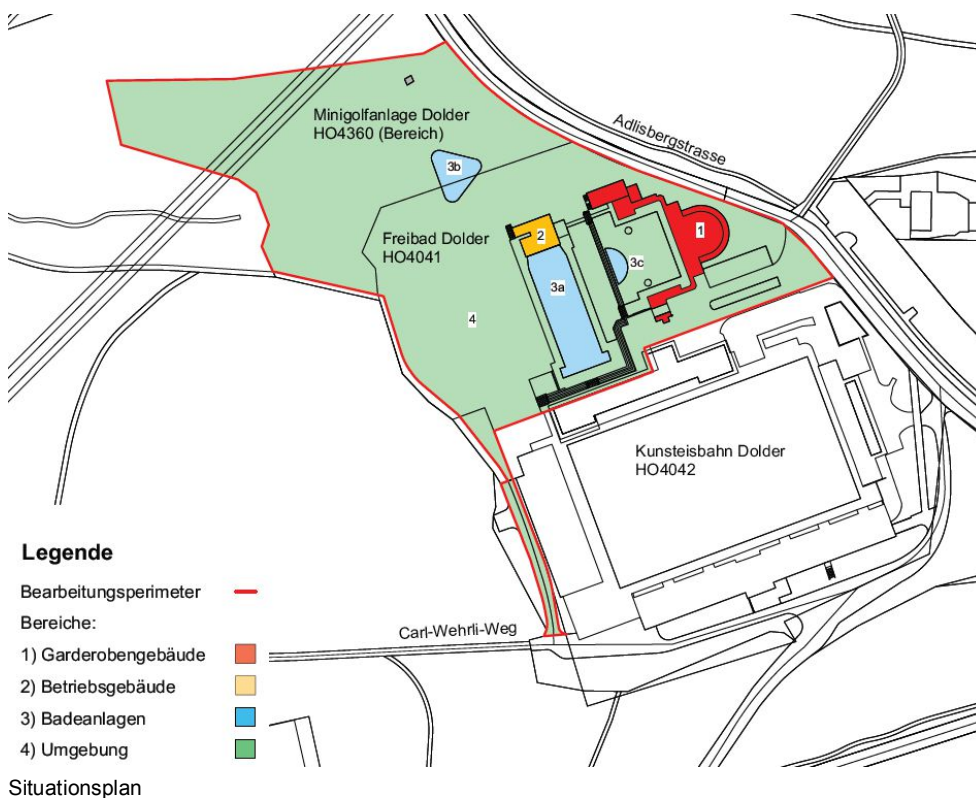 Adlisbergstrasse
Minigolfanlage Dolder
HO4360 (Bereich)
3b
1
Freibad Dolder
HO4041
2
3c
3a
4
Kunsteisbahn Dolder
HO4042
Legende
Bearbeitungsperimeter
Bereiche:
Carl-Wehrli-Weg
1) Garderobengebäude
2) Betriebsgebäude
3) Badeanlagen
4) Umgebung
Situationsplan